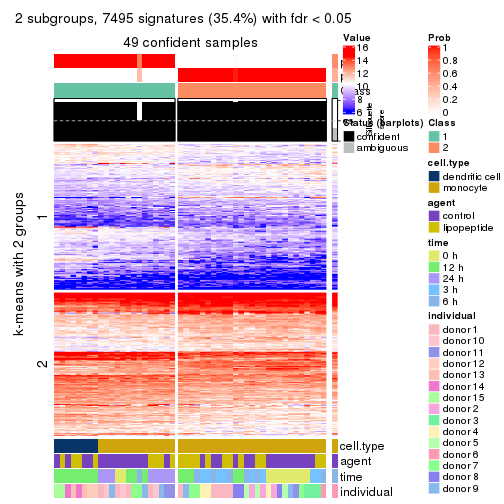 2 subgroups, 7495 signatures (35.4%) with fdr < 0.05
49 confident samples
k-means with 2 groups
1
2
cell.type
agent
time
individual
Value
16
14
12
10
8
6
Status (barplots)
confident
ambiguous
Prob
1
0.8
0.6
0.4
0.2
0
Class
1
2
cell.type
dendritic cell
monocyte
agent
control
lipopeptide
time
0 h
12 h
24 h
3 h
6 h
individual
donor 1
donor 10
donor 11
donor 12
donor 13
donor 14
donor 15
donor 2
donor 3
donor 4
donor 5
donor 6
donor 7
donor 8
donor 9